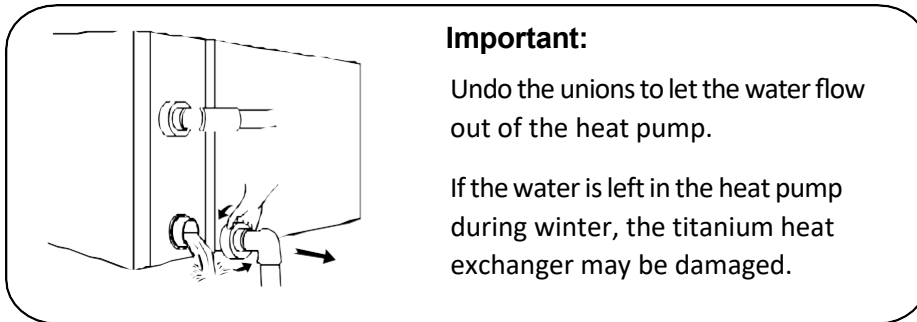 Important:
Undo the unions to let the water flow
out of the heat pump.
If the water is left in the heat pump
during winter, the titanium heat
exchanger may be damaged.